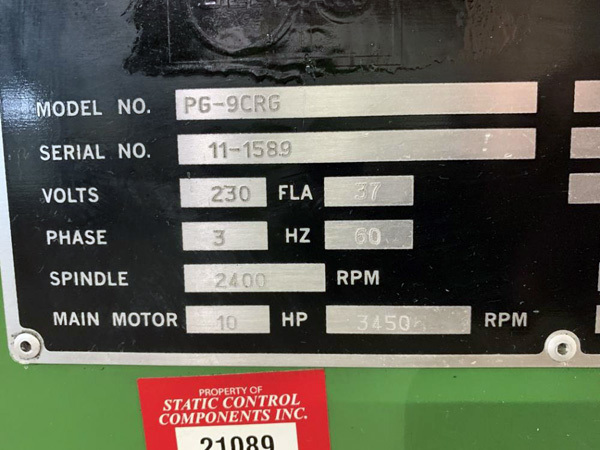 MODEL NO. PG-9CRG
SERIAL NO. 11-1589
VOLTS 230 FLA 37
PHASE 3 HZ 60
SPINDLE 2400 RPM
MAIN MOTOR 10 HP 3450 RPM
PROPERTY OF
STATIC CONTROL
COMPONENTS INC.
21089